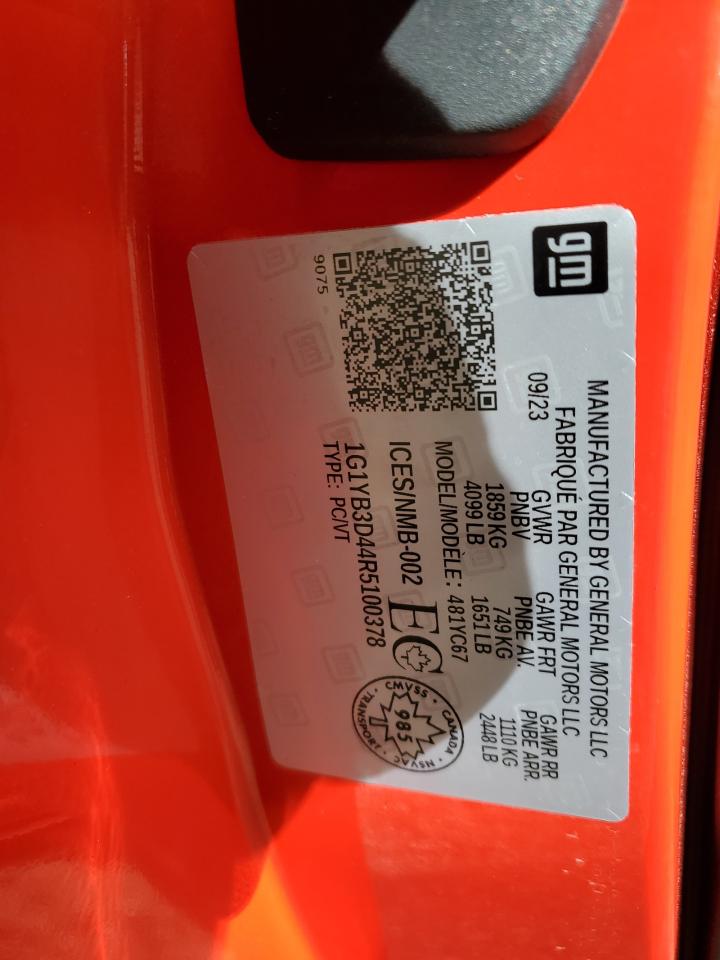 gm
MANUFACTURED BY GENERAL MOTORS LLC
FABRIQUÉ PAR GENERAL MOTORS LLC
09/23 GVWR GAWR FRT GAWR RR
PNBV PNBE AV. PNBE ARR.
1859 KG 749 KG 1110 KG
4099 LB 1651 LB 2448 LB
MODEL/MODÈLE: 481YC67
ICES/NMB-002 EC
1G1YB3D44R5100378
TYPE: PC/VT
9075
CANADA · NSVAC · TRANSPORT · CMVSS ·
985